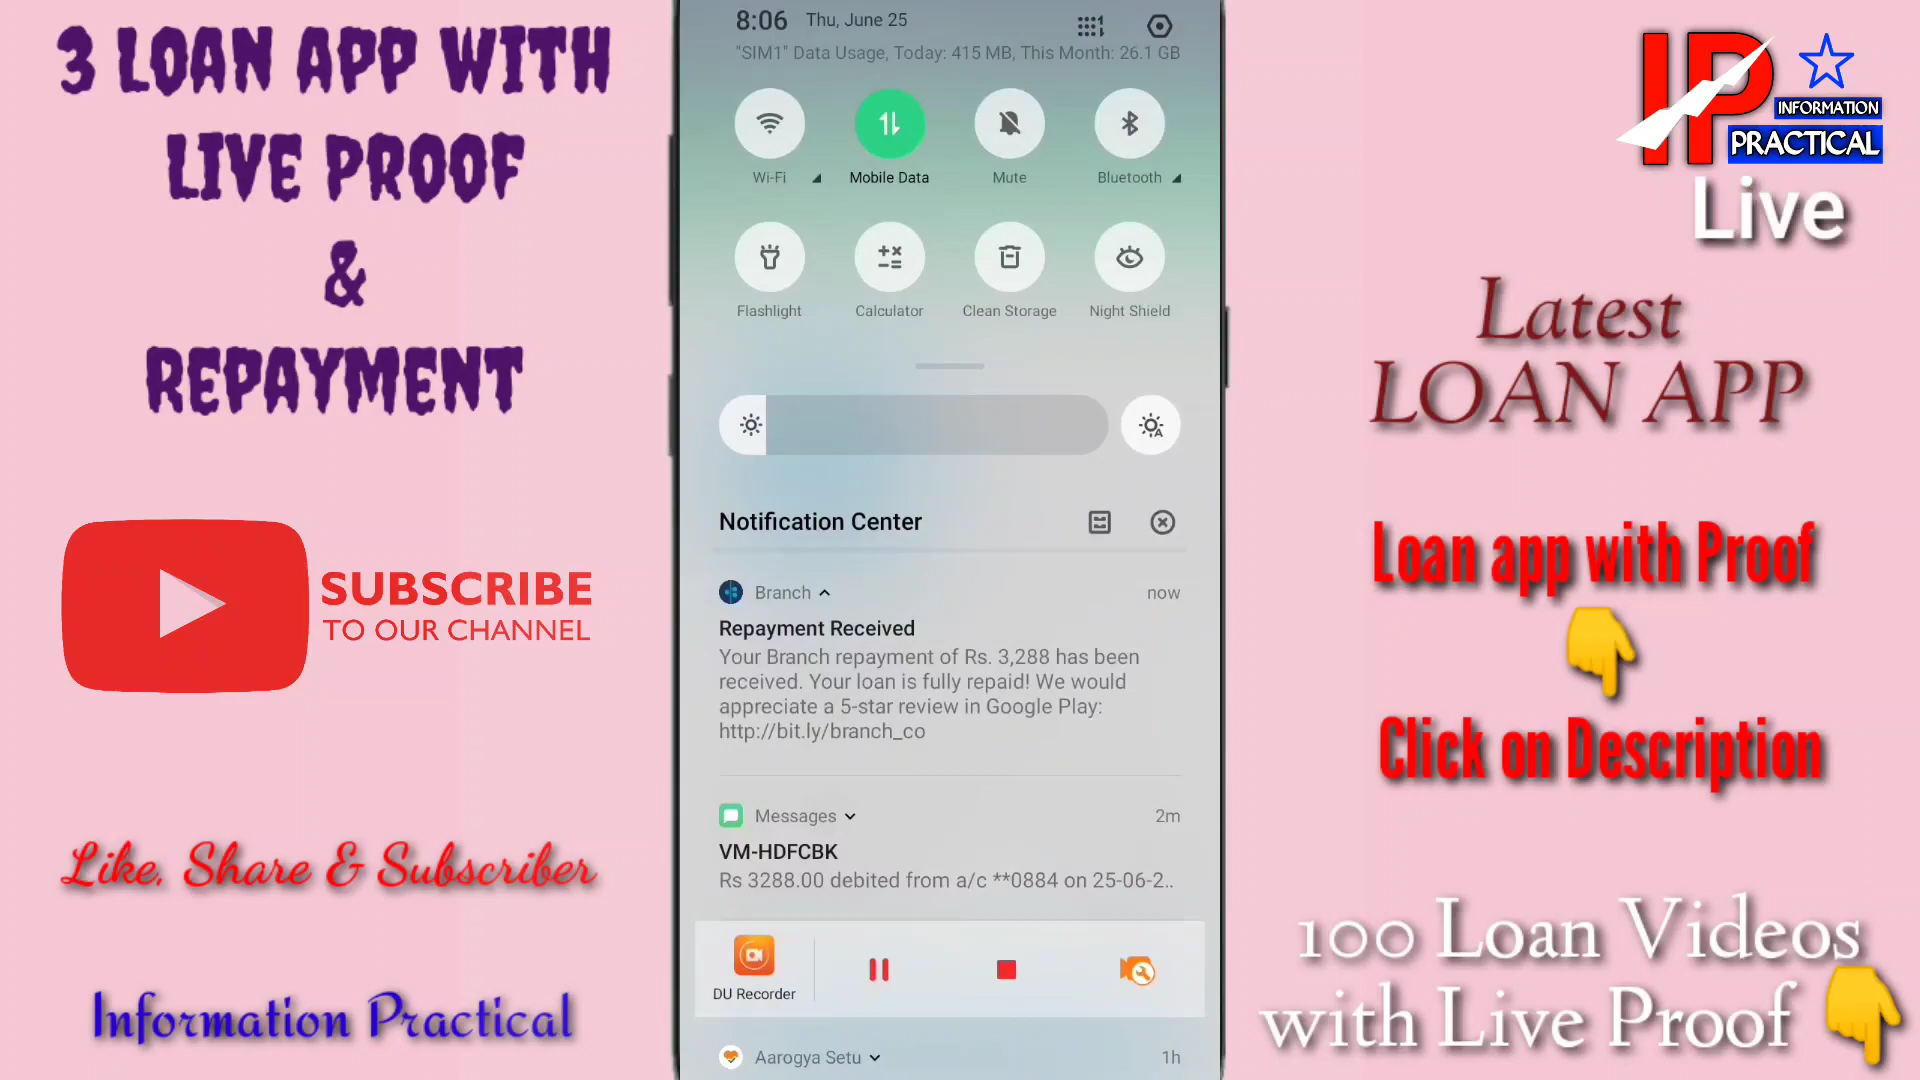 3 LOAN APP WITH
LIVE PROOF
&
REPAYMENT
SUBSCRIBE
TO OUR CHANNEL
Like, Share & Subscriber
Information Practical
8:06 Thu, June 25
"SIM1" Data Usage, Today: 415 MB, This Month: 26.1 GB
Wi-Fi
Mobile Data
Mute
Bluetooth
Flashlight
Calculator
Clean Storage
Night Shield
Notification Center
Branch
now
Repayment Received
Your Branch repayment of Rs. 3,288 has been
received. Your loan is fully repaid! We would
appreciate a 5-star review in Google Play:
http://bit.ly/branch_co
Messages
2m
VM-HDFCBK
Rs 3288.00 debited from a/c **0884 on 25-06-2..
DU Recorder
Aarogya Setu
1h
IP
INFORMATION
PRACTICAL
Live
Latest
LOAN APP
Loan app with Proof
Click on Description
100 Loan Videos
with Live Proof